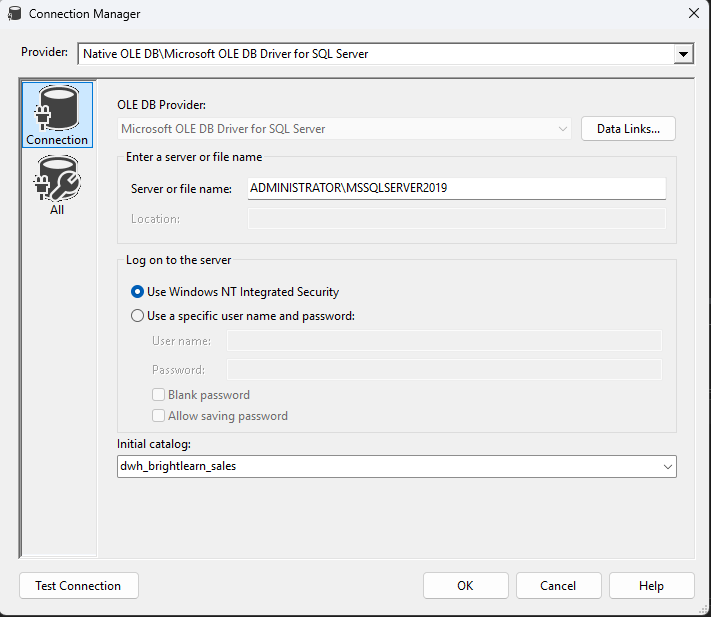 Connection Manager
Provider: Native OLE DB\Microsoft OLE DB Driver for SQL Server
Connection
All
OLE DB Provider:
Microsoft OLE DB Driver for SQL Server Data Links...
Enter a server or file name
Server or file name: ADMINISTRATOR\MSSQLSERVER2019
Location:
Log on to the server
Use Windows NT Integrated Security
Use a specific user name and password:
User name:
Password:
Blank password
Allow saving password
Initial catalog:
dwh_brightlearn_sales
Test Connection OK Cancel Help